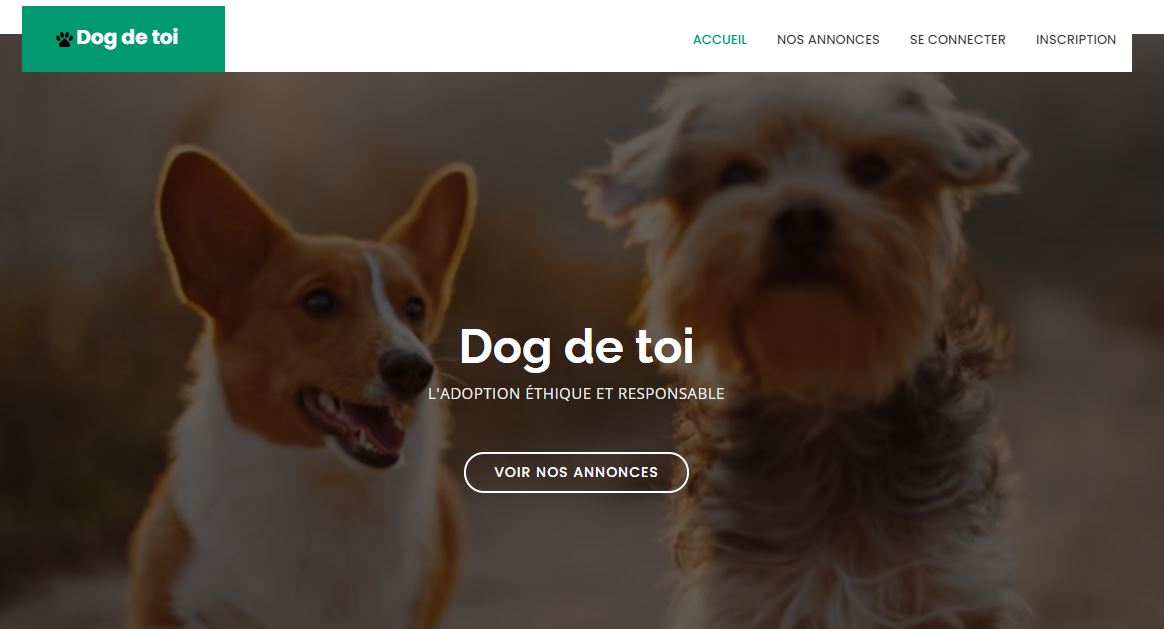 Dog de toi
ACCUEIL NOS ANNONCES SE CONNECTER INSCRIPTION
Dog de toi
L'ADOPTION ÉTHIQUE ET RESPONSABLE
VOIR NOS ANNONCES